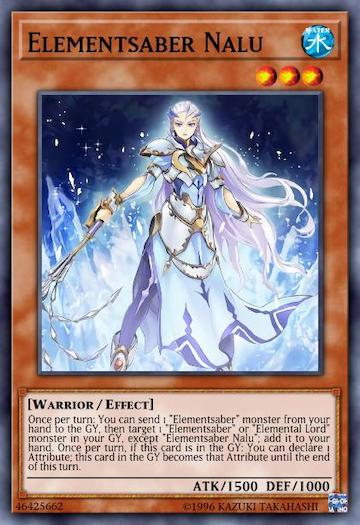 Elementsaber Nalu
WATER
水
[Warrior / Effect]
Once per turn: You can send 1 "Elementsaber" monster from your
hand to the GY, then target 1 "Elementsaber" or "Elemental Lord"
monster in your GY, except "Elementsaber Nalu"; add it to your
hand. Once per turn, if this card is in the GY: You can declare 1
Attribute; this card in the GY becomes that Attribute until the end
of this turn.
ATK/1500 DEF/1000
46425662 ©1996 KAZUKI TAKAHASHI